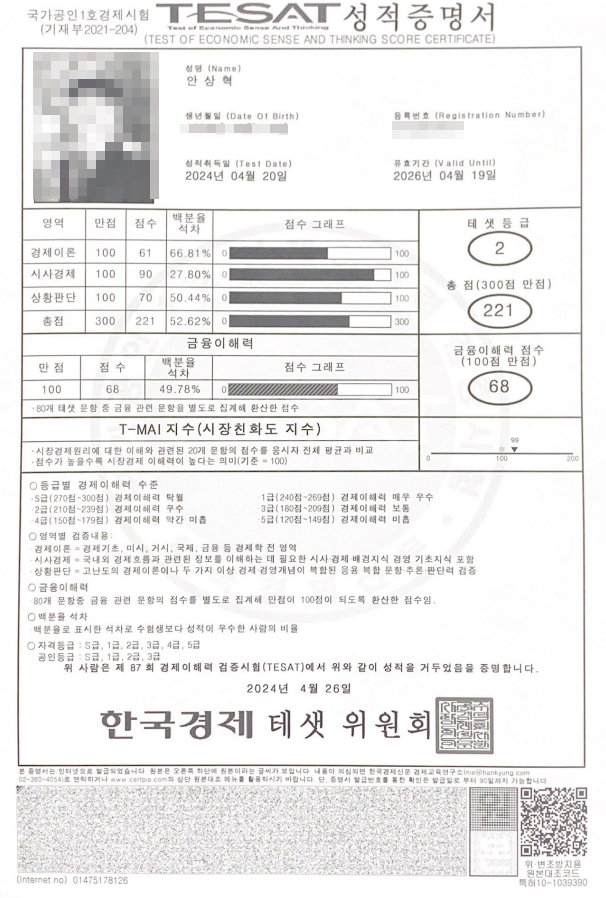 국가공인1호경제시험
(기재부2021-204)
TESAT 성적증명서
Test of Economic Sense And Thinking
(TEST OF ECONOMIC SENSE AND THINKING SCORE CERTIFICATE)
성명 (Name)
안상혁
생년월일 (Date Of Birth)
등록번호 (Registration Number)
성적취득일 (Test Date)
2024년 04월 20일
유효기간 (Valid Until)
2026년 04월 19일
영역 만점 점수 백분율 석차 점수 그래프
경제이론 100 61 66.81% 0 100
시사경제 100 90 27.80% 0 100
상황판단 100 70 50.44% 0 100
총점 300 221 52.62% 0 300
테샛등급
2
총 점(300점 만점)
221
금융이해력
만 점 점 수 백분율 석차 점수 그래프
100 68 49.78% 0 100
·80개 테샛 문항 중 금융 관련 문항을 별도로 집계해 환산한 점수
금융이해력 점수
(100점 만점)
68
T-MAI 지수(시장친화도 지수)
·시장경제원리에 대한 이해와 관련된 20개 문항의 점수를 응시자 전체 평균과 비교
·점수가 높을수록 시장경제 이해력이 높다는 의미(기준 = 100)
99
0 100 200
○ 등급별 경제이해력 수준
·S급(270점~300점) 경제이해력 탁월 ·1급(240점~269점) 경제이해력 매우 우수
·2급(210점~239점) 경제이해력 우수 ·3급(180점~209점) 경제이해력 보통
·4급(150점~179점) 경제이해력 약간 미흡 ·5급(120점~149점) 경제이해력 미흡
○ 영역별 검증내용:
·경제이론 = 경제기초, 미시, 거시, 국제, 금융 등 경제학 전 영역
·시사경제 = 국내외 경제흐름과 관련된 정보를 이해하는 데 필요한 시사·경제 배경지식 경영 기초지식 포함
·상황판단 = 고난도의 경제이론이나 두 가지 이상 경제·경영개념이 복합된 응용 복합 문항·추론·판단력 검증
○ 금융이해력
80개 문항중 금융 관련 문항의 점수를 별도로 집계해 만점이 100점이 되도록 환산한 점수임.
○ 백분율 석차
·백분율로 표시한 석차로 수험생보다 성적이 우수한 사람의 비율
○ 자격등급 : S급, 1급, 2급, 3급, 4급, 5급
공인등급 : S급, 1급, 2급, 3급
위 사람은 제 87 회 경제이해력 검증시험(TESAT)에서 위와 같이 성적을 거두었음을 증명합니다.
2024년 4월 26일
한국경제 테샛 위원회
본 증명서는 인터넷으로 발급되었습니다. 원본은 오른쪽 하단에 원본이라는 글씨가 보입니다. 내용이 의심되면 한국경제신문 경제교육연구소(nie@hankyung.com
02-360-4054)로 연락하거나 www.certpia.com의 상단 원본대조 메뉴를 활용하시기 바랍니다. 단, 증명서 발급번호를 통한 확인은 발급일로 부터 90일까지 가능합니다.
(Internet no) 01475178126
위·변조방지용
원본대조코드
특허10-1039390